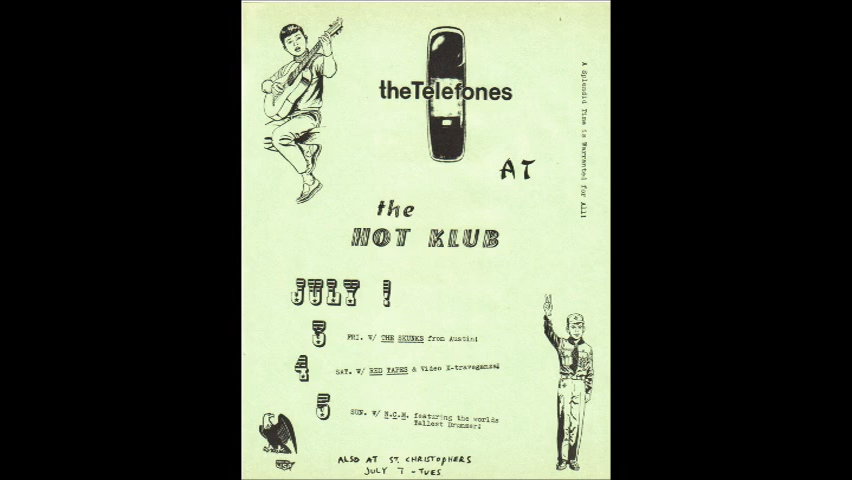 theTelefones
A Splendid Time is Warranted for All!
AT
the
HOT KLUB
JULY !
3 FRI. W/ THE SKUNKS from Austin!
4 SAT. W/ RED TAPES & Video X-travaganza!
5 SUN. W/ N.C.M. featuring the worlds
Tallest Drummer!
ALSO AT ST. CHRISTOPHERS
JULY 7 - TUES